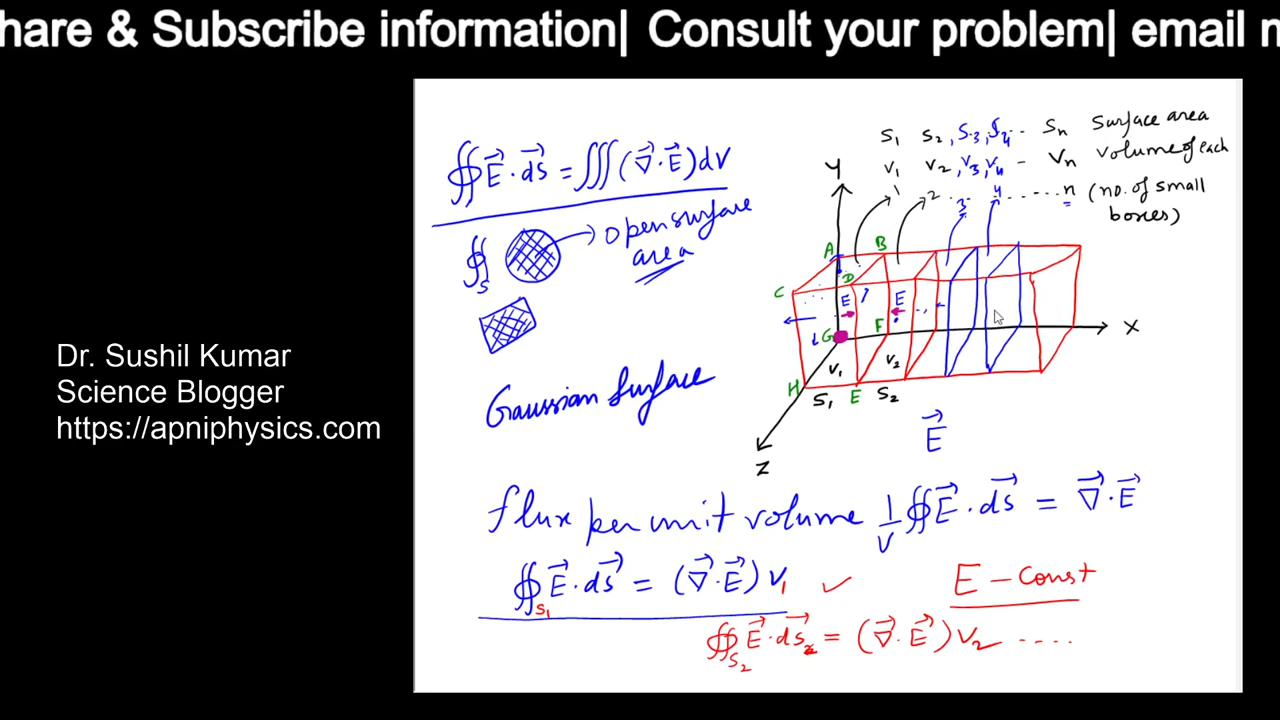 hare & Subscribe information| Consult your problem| email m
∯E⃗·ds⃗ = ∭(∇⃗·E⃗)dV
∯S → Open surface
area
Gaussian Surface
Dr. Sushil Kumar
Science Blogger
https://apniphysics.com
S1 S2 S3, S4 - Sn Surface area
V1 V2, V3, V4 - Vn volume of each
1 2 . . 3 . 4 . . . . . n (no. of small
boxes)
Y
A B
C D
E E
G F X
V1 V2
H S1 E S2
E⃗
Z
flux per unit volume 1/V ∯E⃗·ds⃗ = ∇⃗·E⃗
∯S1 E⃗·ds⃗ = (∇⃗·E⃗)V1 ✓
E - Const
∯S2 E⃗·ds⃗2 = (∇⃗·E⃗)V2 ....